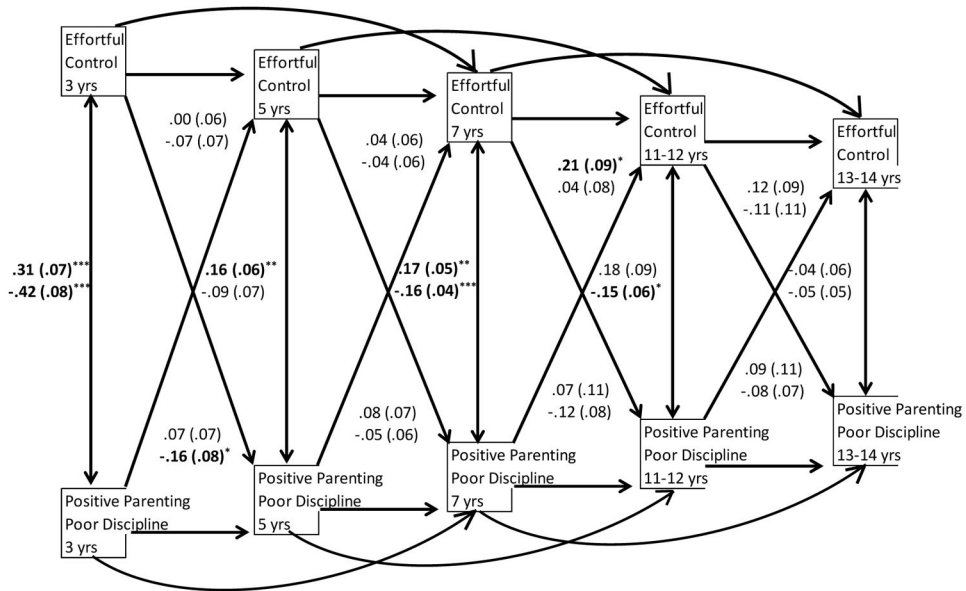 Effortful
Control
3 yrs
Effortful
Control
5 yrs
Effortful
Control
7 yrs
Effortful
Control
11-12 yrs
Effortful
Control
13-14 yrs
.00 (.06)
-.07 (.07)
.04 (.06)
-.04 (.06)
.21 (.09)*
.04 (.08)
.12 (.09)
-.11 (.11)
.31 (.07)***
-.42 (.08)***
.16 (.06)**
-.09 (.07)
.17 (.05)**
-.16 (.04)***
.18 (.09)
-.15 (.06)*
-.04 (.06)
-.05 (.05)
.07 (.07)
-.16 (.08)*
.08 (.07)
-.05 (.06)
.07 (.11)
-.12 (.08)
.09 (.11)
-.08 (.07)
Positive Parenting
Poor Discipline
3 yrs
Positive Parenting
Poor Discipline
5 yrs
Positive Parenting
Poor Discipline
7 yrs
Positive Parenting
Poor Discipline
11-12 yrs
Positive Parenting
Poor Discipline
13-14 yrs